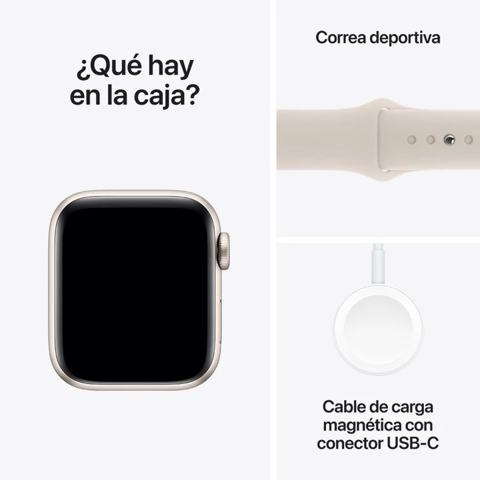 ¿Qué hay
en la caja?
Correa deportiva
Cable de carga
magnética con
conector USB-C